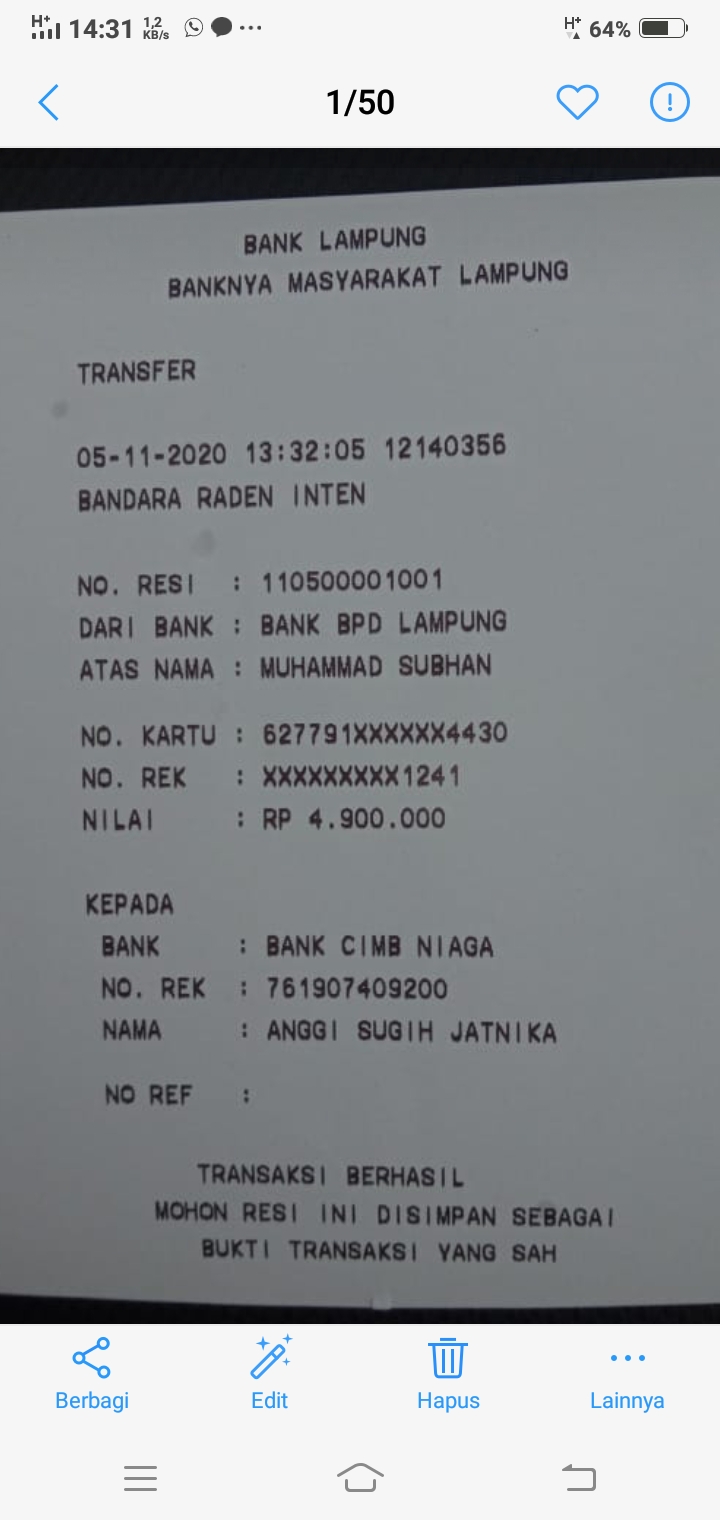 14:31 1,2 KB/s H+ 64%
1/50
BANK LAMPUNG
BANKNYA MASYARAKAT LAMPUNG
TRANSFER
05-11-2020 13:32:05 12140356
BANDARA RADEN INTEN
NO. RESI : 110500001001
DARI BANK : BANK BPD LAMPUNG
ATAS NAMA : MUHAMMAD SUBHAN
NO. KARTU : 627791XXXXXX4430
NO. REK : XXXXXXXXX1241
NILAI : RP 4.900.000
KEPADA
BANK : BANK CIMB NIAGA
NO. REK : 761907409200
NAMA : ANGGI SUGIH JATNIKA
NO REF :
TRANSAKSI BERHASIL
MOHON RESI INI DISIMPAN SEBAGAI
BUKTI TRANSAKSI YANG SAH
Berbagi Edit Hapus Lainnya